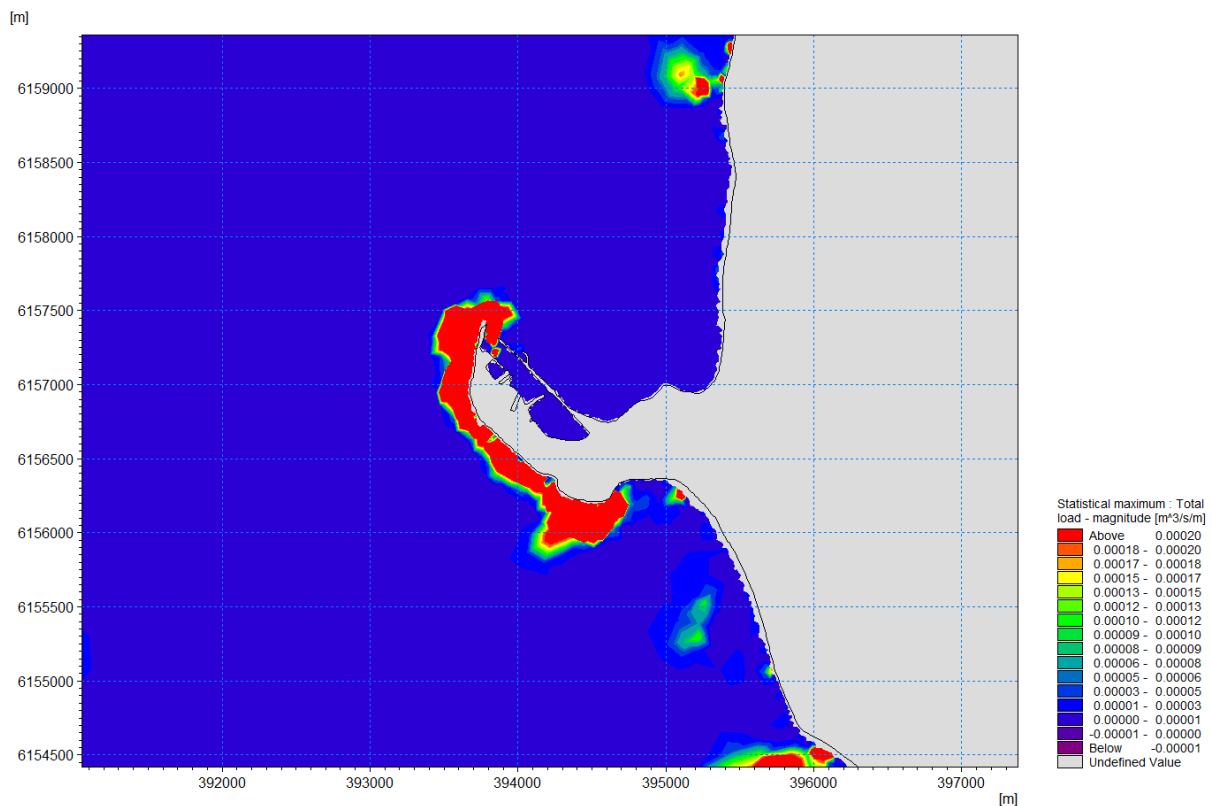 [m]
6159000
6158500
6158000
6157500
6157000
6156500
6156000
6155500
6155000
6154500
392000 393000 394000 395000 396000 397000
[m]
Statistical maximum : Total
load - magnitude [m^3/s/m]
Above 0.00020
0.00018 - 0.00020
0.00017 - 0.00018
0.00015 - 0.00017
0.00013 - 0.00015
0.00012 - 0.00013
0.00010 - 0.00012
0.00009 - 0.00010
0.00008 - 0.00009
0.00006 - 0.00008
0.00005 - 0.00006
0.00003 - 0.00005
0.00001 - 0.00003
0.00000 - 0.00001
-0.00001 - 0.00000
Below -0.00001
Undefined Value